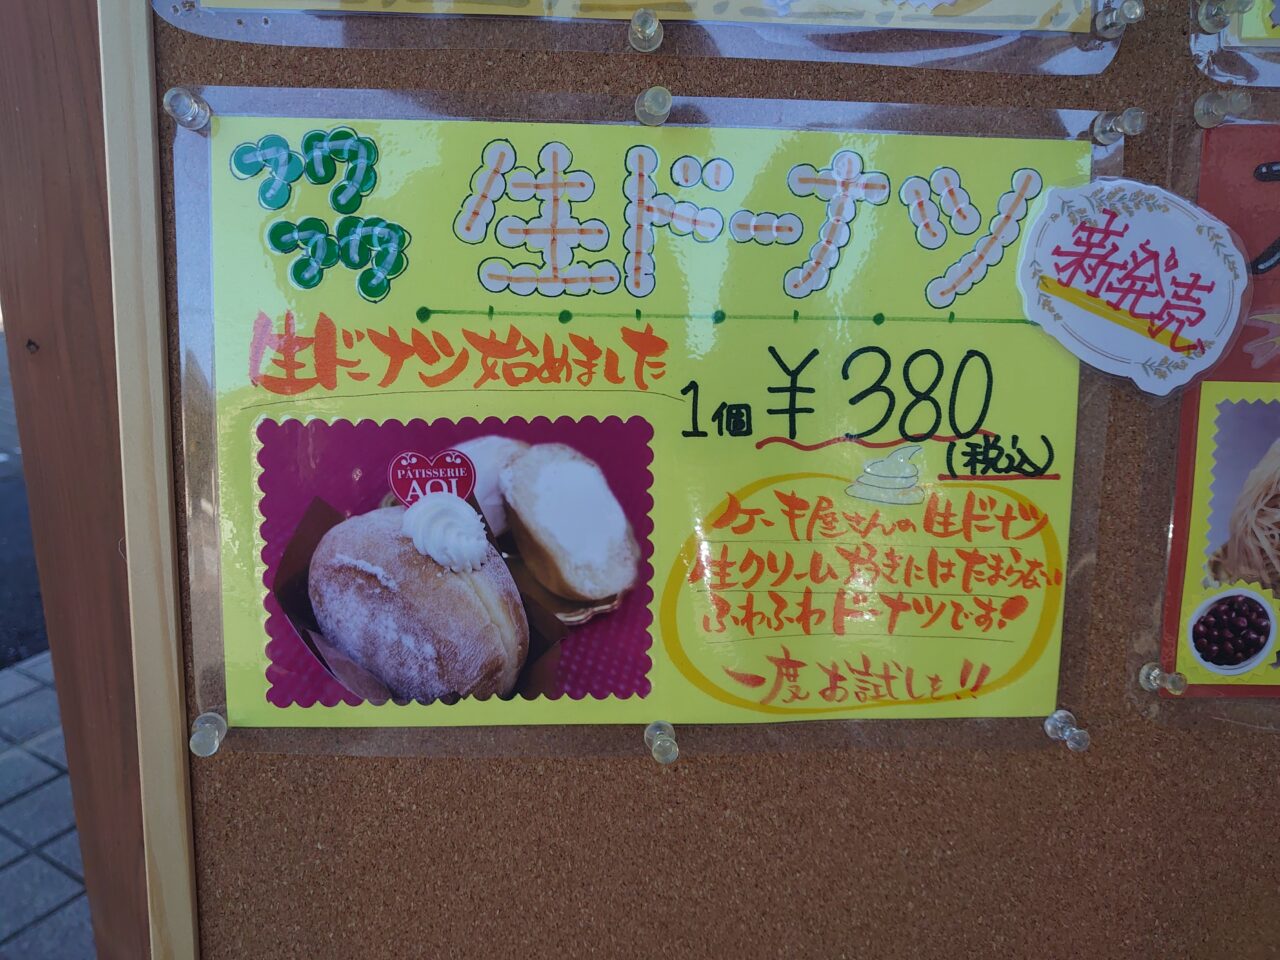 フワ
フワ
生ドーナツ
新発売
生ドーナツ始めました
1個 ¥380
(税込)
PÂTISSERIE
AOI
ケーキ屋さんの生ドーナツ
生クリーム好きにはたまらない
ふわふわドーナツです!
一度お試しを!!